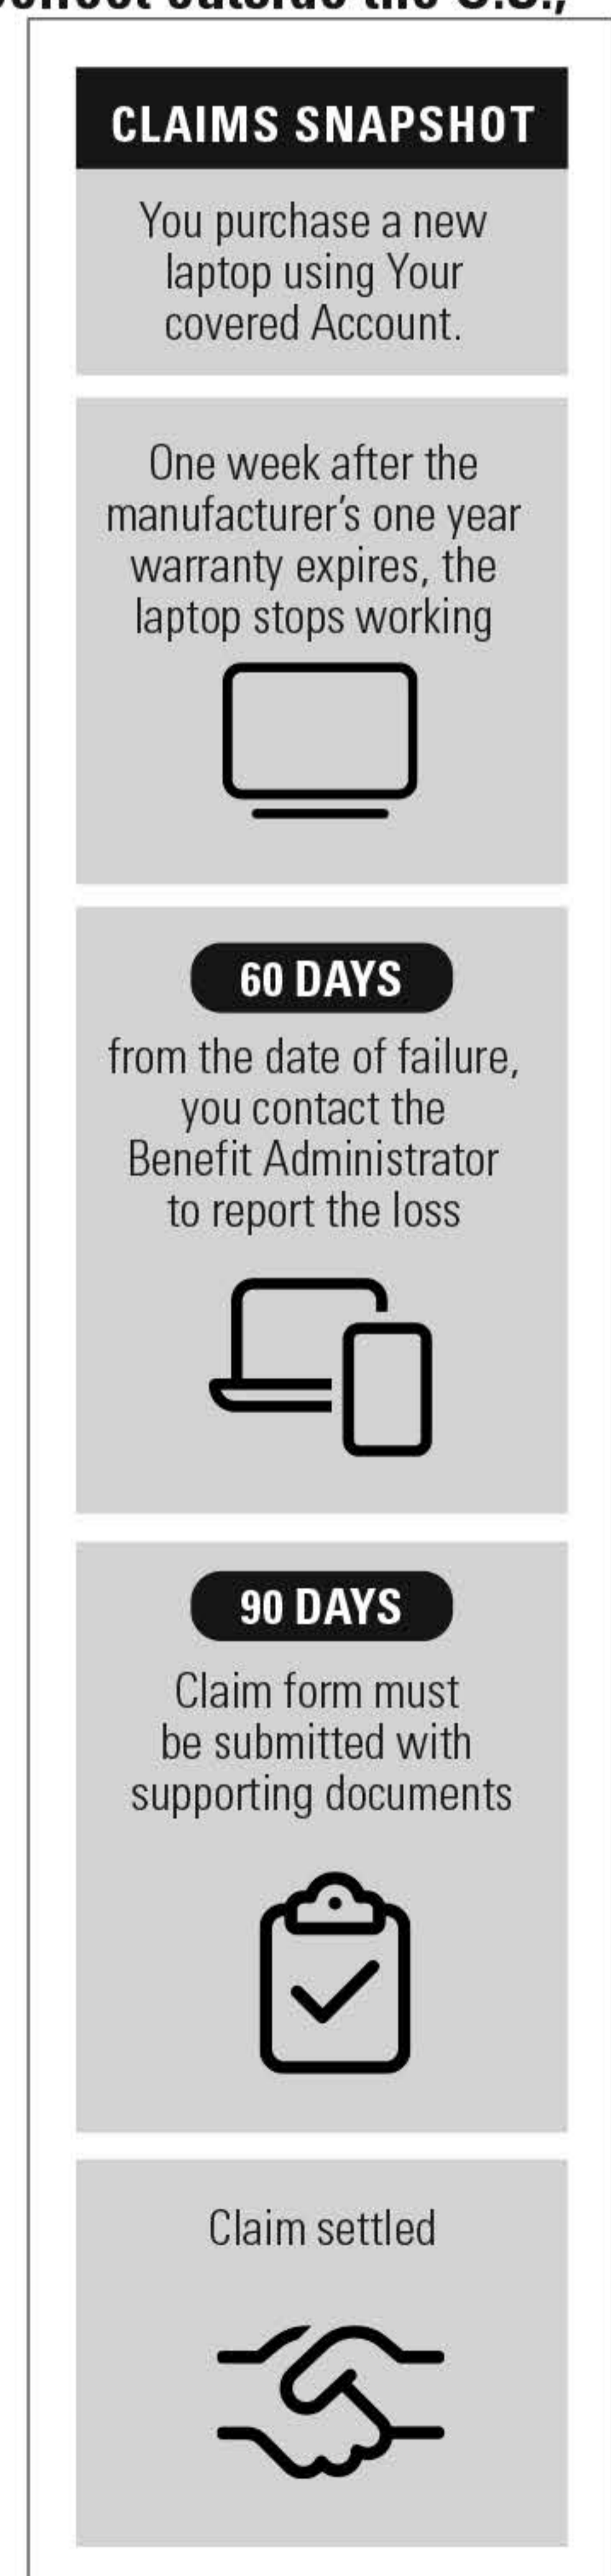 CLAIMS SNAPSHOT
You purchase a new
laptop using Your
covered Account.
One week after the
manufacturer's one year
warranty expires, the
laptop stops working
60 DAYS
from the date of failure,
you contact the
Benefit Administrator
to report the loss
90 DAYS
Claim form must
be submitted with
supporting documents
Claim settled